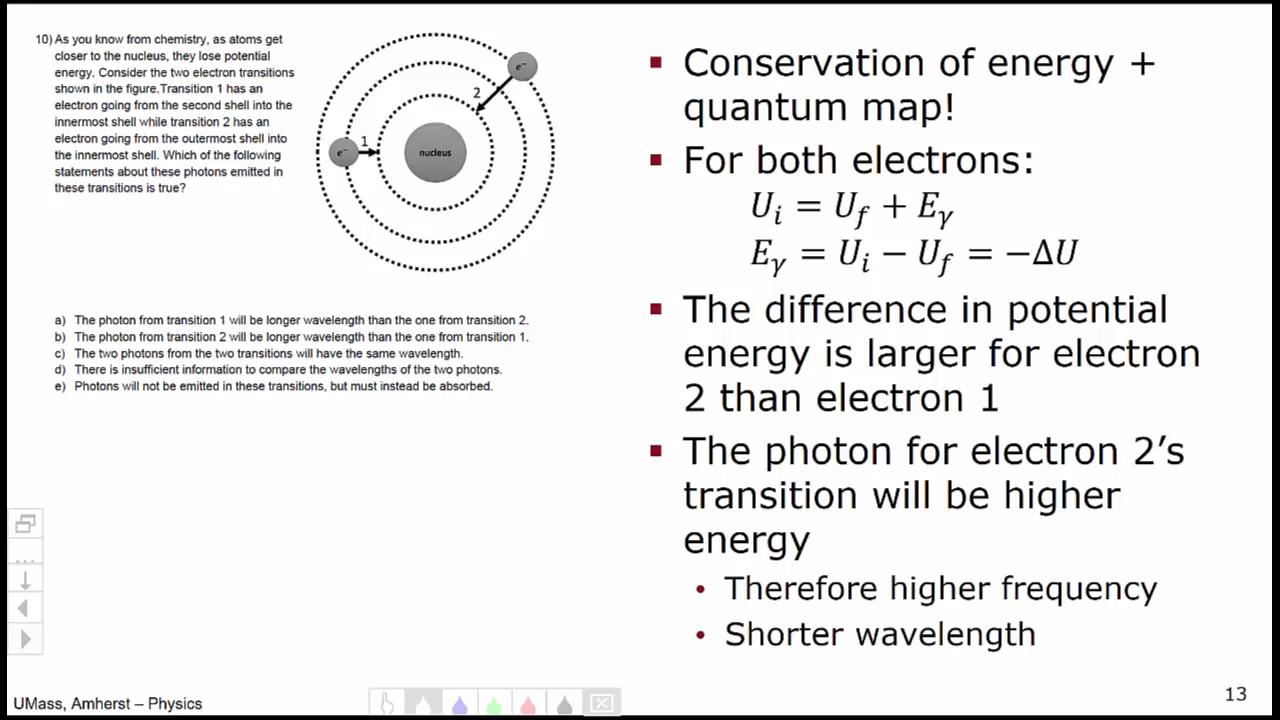 10) As you know from chemistry, as atoms get
closer to the nucleus, they lose potential
energy. Consider the two electron transitions
shown in the figure.Transition 1 has an
electron going from the second shell into the
innermost shell while transition 2 has an
electron going from the outermost shell into
the innermost shell. Which of the following
statements about these photons emitted in
these transitions is true?
e⁻
2
1
e⁻
nucleus
a) The photon from transition 1 will be longer wavelength than the one from transition 2.
b) The photon from transition 2 will be longer wavelength than the one from transition 1.
c) The two photons from the two transitions will have the same wavelength.
d) There is insufficient information to compare the wavelengths of the two photons.
e) Photons will not be emitted in these transitions, but must instead be absorbed.
▪ Conservation of energy +
quantum map!
▪ For both electrons:
U_i = U_f + E_γ
E_γ = U_i − U_f = −ΔU
▪ The difference in potential
energy is larger for electron
2 than electron 1
▪ The photon for electron 2’s
transition will be higher
energy
• Therefore higher frequency
• Shorter wavelength
UMass, Amherst – Physics
13